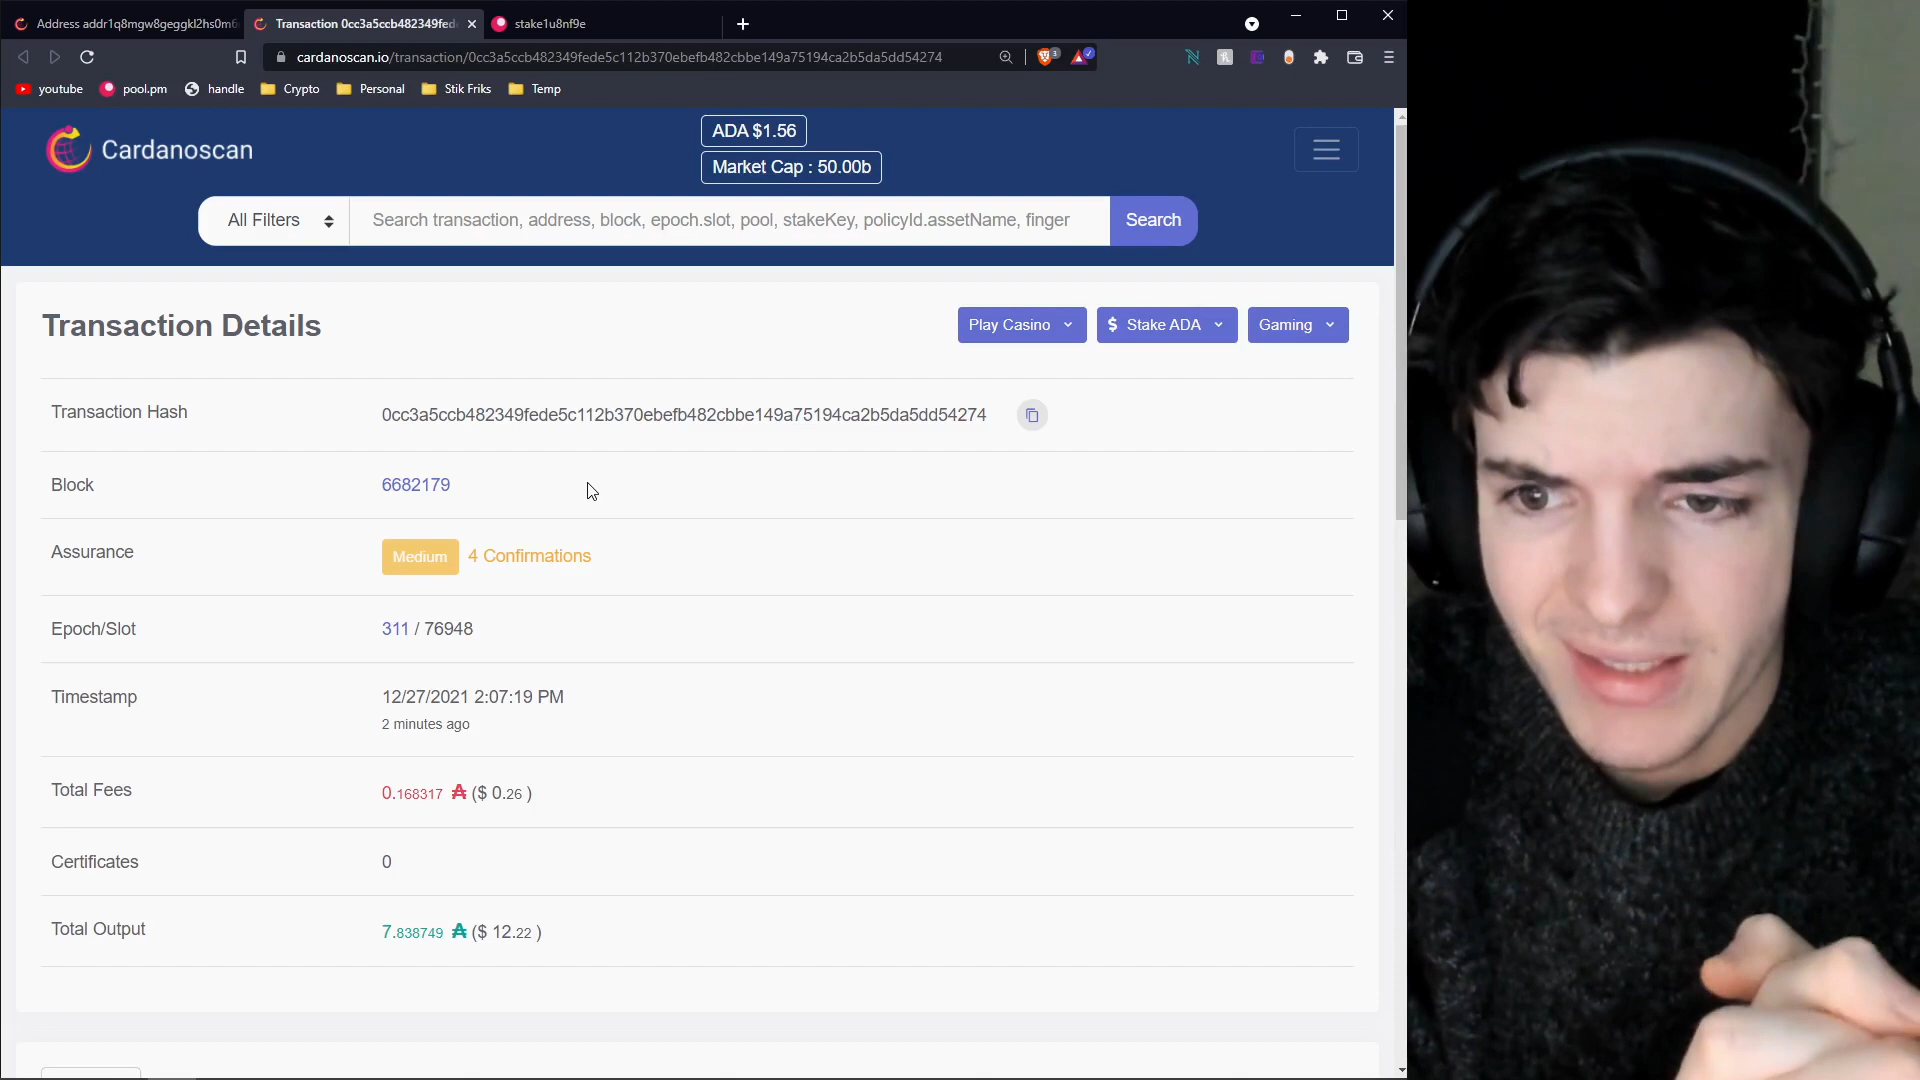 Address addr1q8mgw8geggkl2hs0m6
Transaction 0cc3a5ccb482349fed
stake1u8nf9e
cardanoscan.io/transaction/0cc3a5ccb482349fede5c112b370ebefb482cbbe149a75194ca2b5da5dd54274
3
youtube
pool.pm
handle
Crypto
Personal
Stik Friks
Temp
Cardanoscan
ADA $1.56
Market Cap : 50.00b
All Filters
Search transaction, address, block, epoch.slot, pool, stakeKey, policyId.assetName, finger
Search
Transaction Details
Play Casino
$ Stake ADA
Gaming
Transaction Hash
0cc3a5ccb482349fede5c112b370ebefb482cbbe149a75194ca2b5da5dd54274
Block
6682179
Assurance
Medium 4 Confirmations
Epoch/Slot
311 / 76948
Timestamp
12/27/2021 2:07:19 PM
2 minutes ago
Total Fees
0.168317 ₳ ($ 0.26 )
Certificates
0
Total Output
7.838749 ₳ ($ 12.22 )